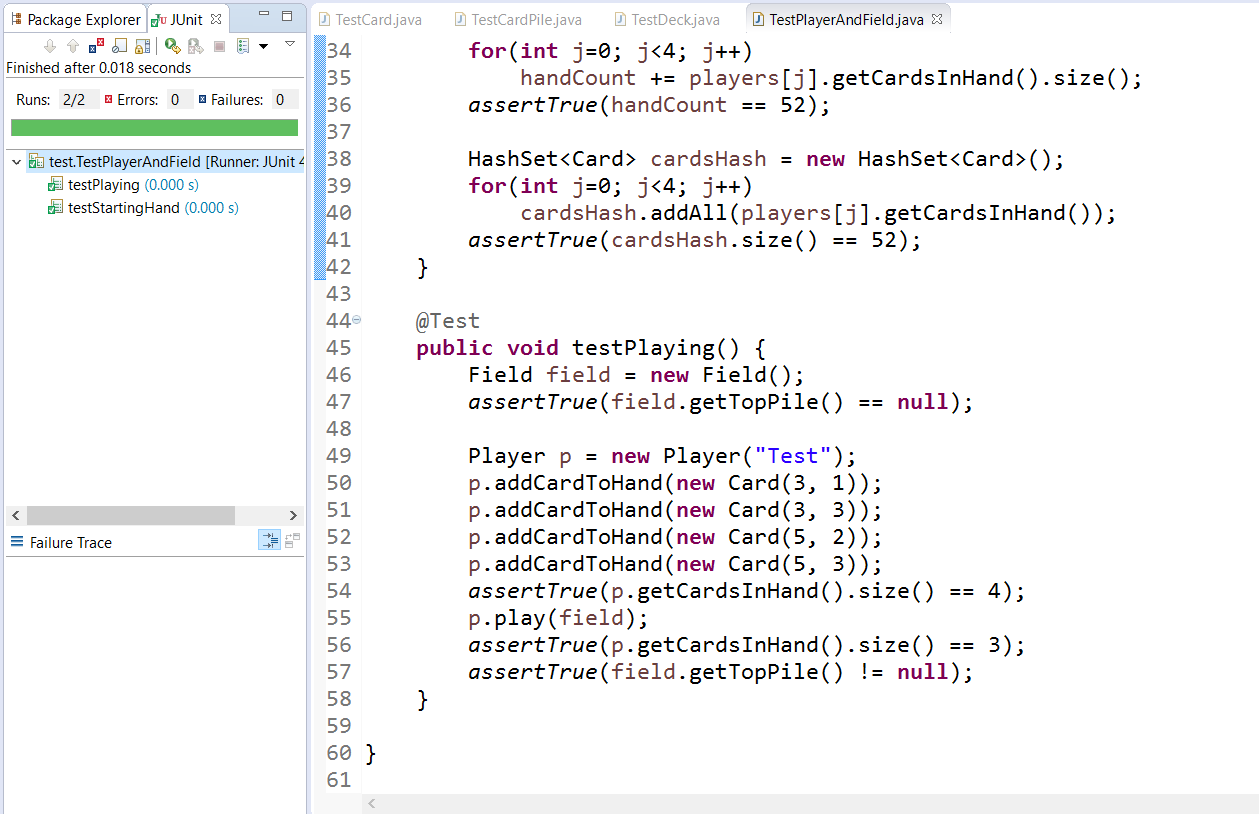 Package Explorer JUnit
Finished after 0.018 seconds
Runs: 2/2 Errors: 0 Failures: 0
test.TestPlayerAndField [Runner: JUnit 4
testPlaying (0.000 s)
testStartingHand (0.000 s)
Failure Trace
TestCard.java TestCardPile.java TestDeck.java TestPlayerAndField.java
34 for(int j=0; j<4; j++)
35 handCount += players[j].getCardsInHand().size();
36 assertTrue(handCount == 52);
37
38 HashSet<Card> cardsHash = new HashSet<Card>();
39 for(int j=0; j<4; j++)
40 cardsHash.addAll(players[j].getCardsInHand());
41 assertTrue(cardsHash.size() == 52);
42 }
43
44 @Test
45 public void testPlaying() {
46 Field field = new Field();
47 assertTrue(field.getTopPile() == null);
48
49 Player p = new Player("Test");
50 p.addCardToHand(new Card(3, 1));
51 p.addCardToHand(new Card(3, 3));
52 p.addCardToHand(new Card(5, 2));
53 p.addCardToHand(new Card(5, 3));
54 assertTrue(p.getCardsInHand().size() == 4);
55 p.play(field);
56 assertTrue(p.getCardsInHand().size() == 3);
57 assertTrue(field.getTopPile() != null);
58 }
59
60 }
61